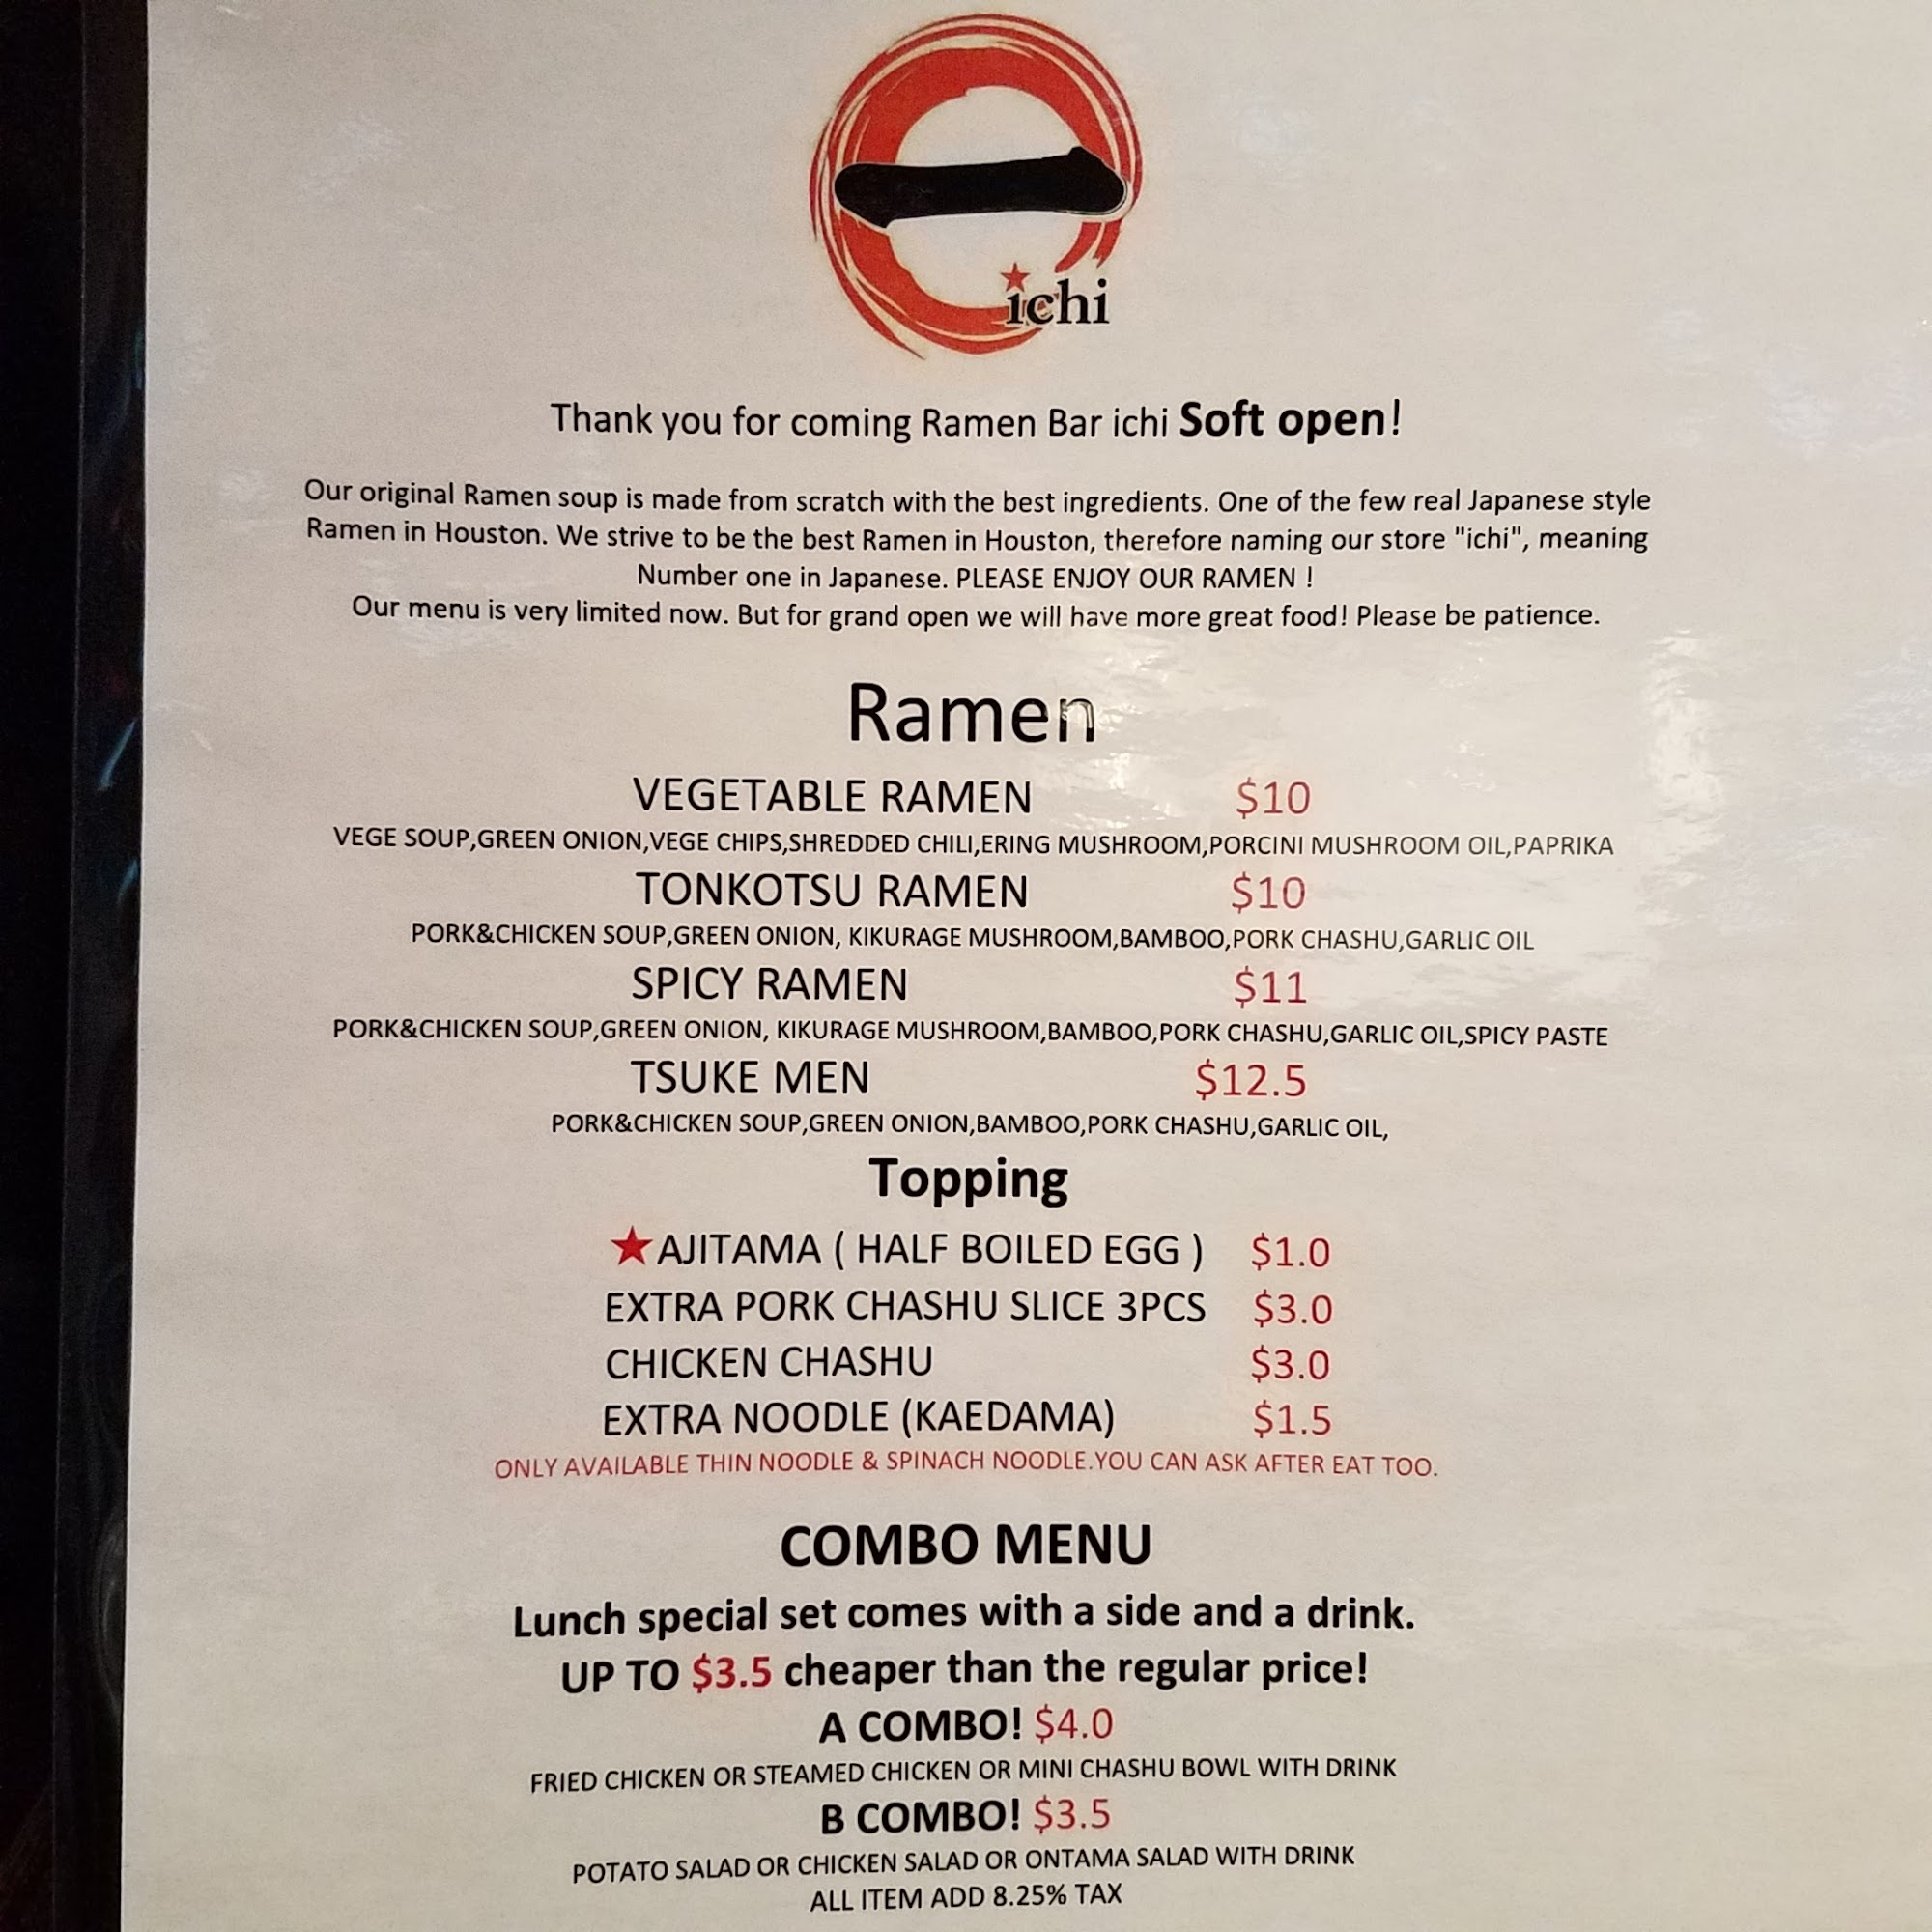 一
ichi
Thank you for coming Ramen Bar ichi Soft open!
Our original Ramen soup is made from scratch with the best ingredients. One of the few real Japanese style
Ramen in Houston. We strive to be the best Ramen in Houston, therefore naming our store "ichi", meaning
Number one in Japanese. PLEASE ENJOY OUR RAMEN !
Our menu is very limited now. But for grand open we will have more great food! Please be patience.
Ramen
VEGETABLE RAMEN $10
VEGE SOUP,GREEN ONION,VEGE CHIPS,SHREDDED CHILI,ERING MUSHROOM,PORCINI MUSHROOM OIL,PAPRIKA
TONKOTSU RAMEN $10
PORK&CHICKEN SOUP,GREEN ONION, KIKURAGE MUSHROOM,BAMBOO,PORK CHASHU,GARLIC OIL
SPICY RAMEN $11
PORK&CHICKEN SOUP,GREEN ONION, KIKURAGE MUSHROOM,BAMBOO,PORK CHASHU,GARLIC OIL,SPICY PASTE
TSUKE MEN $12.5
PORK&CHICKEN SOUP,GREEN ONION,BAMBOO,PORK CHASHU,GARLIC OIL,
Topping
★AJITAMA ( HALF BOILED EGG ) $1.0
EXTRA PORK CHASHU SLICE 3PCS $3.0
CHICKEN CHASHU $3.0
EXTRA NOODLE (KAEDAMA) $1.5
ONLY AVAILABLE THIN NOODLE & SPINACH NOODLE.YOU CAN ASK AFTER EAT TOO.
COMBO MENU
Lunch special set comes with a side and a drink.
UP TO $3.5 cheaper than the regular price!
A COMBO! $4.0
FRIED CHICKEN OR STEAMED CHICKEN OR MINI CHASHU BOWL WITH DRINK
B COMBO! $3.5
POTATO SALAD OR CHICKEN SALAD OR ONTAMA SALAD WITH DRINK
ALL ITEM ADD 8.25% TAX